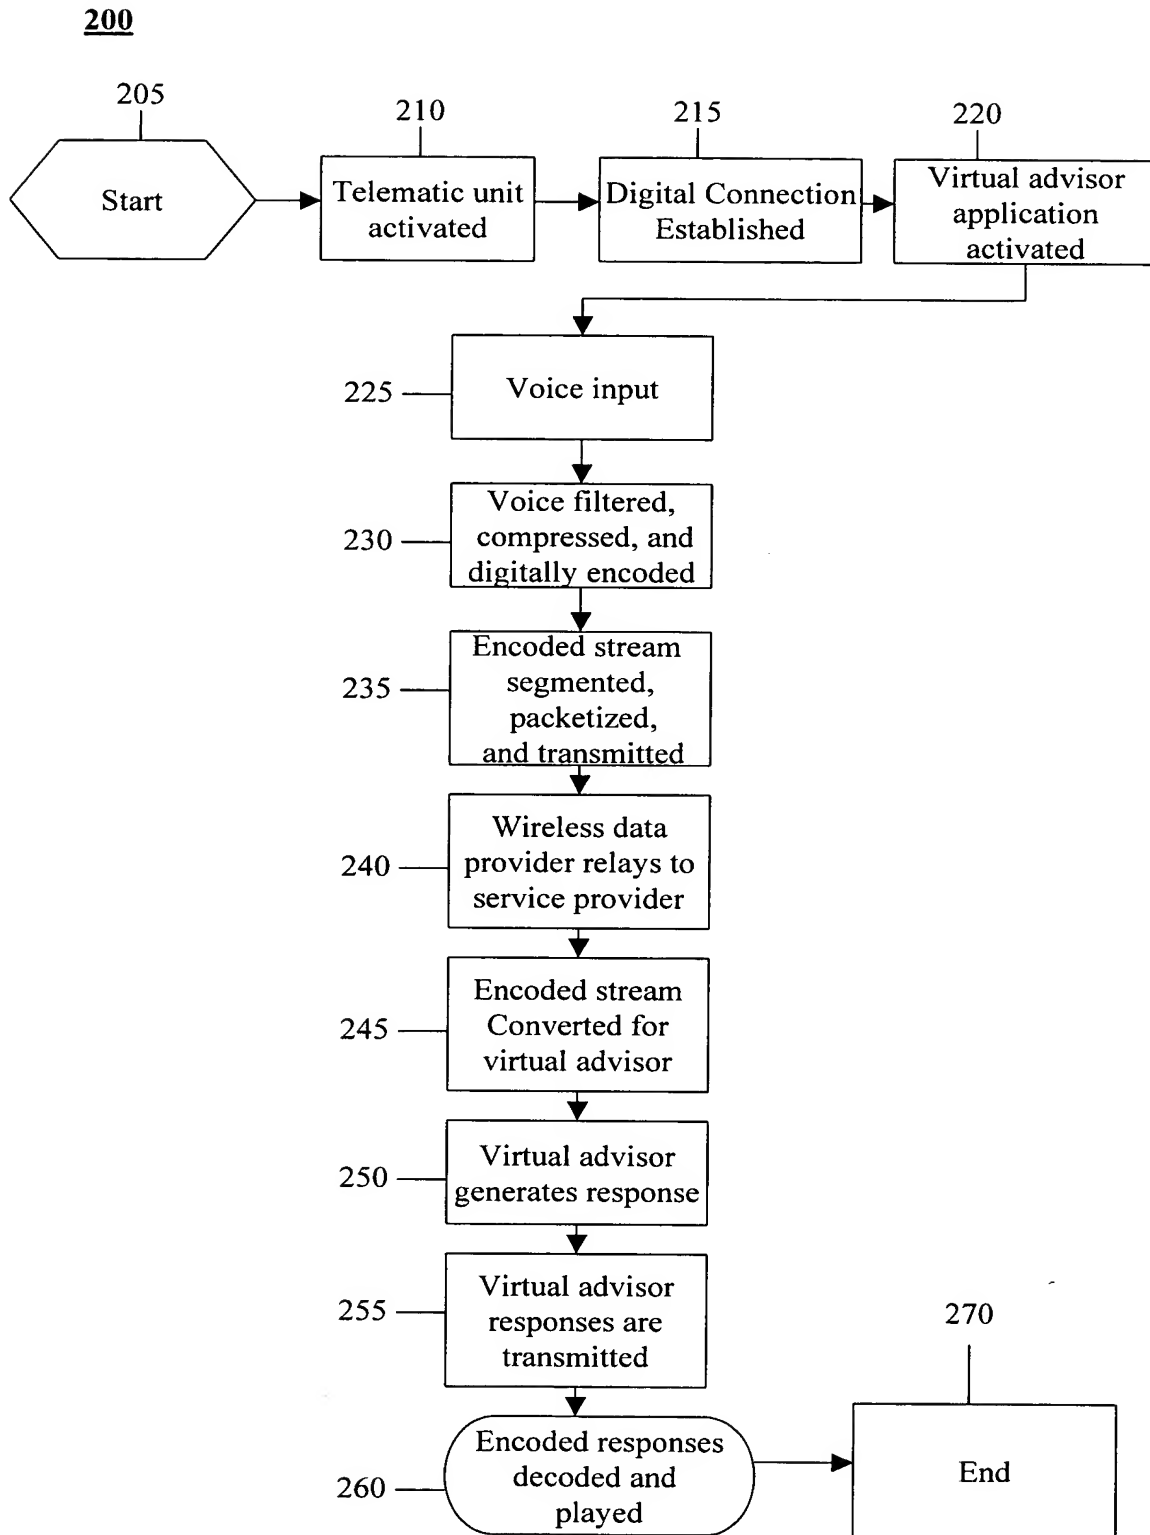 200
205
210
215
220
Start
Telematic unit
activated
Digital Connection
Established
Virtual advisor
application
activated
225
Voice input
230
Voice filtered,
compressed, and
digitally encoded
235
Encoded stream
segmented,
packetized,
and transmitted
240
Wireless data
provider relays to
service provider
245
Encoded stream
Converted for
virtual advisor
250
Virtual advisor
generates response
255
Virtual advisor
responses are
transmitted
260
Encoded responses
decoded and
played
270
End